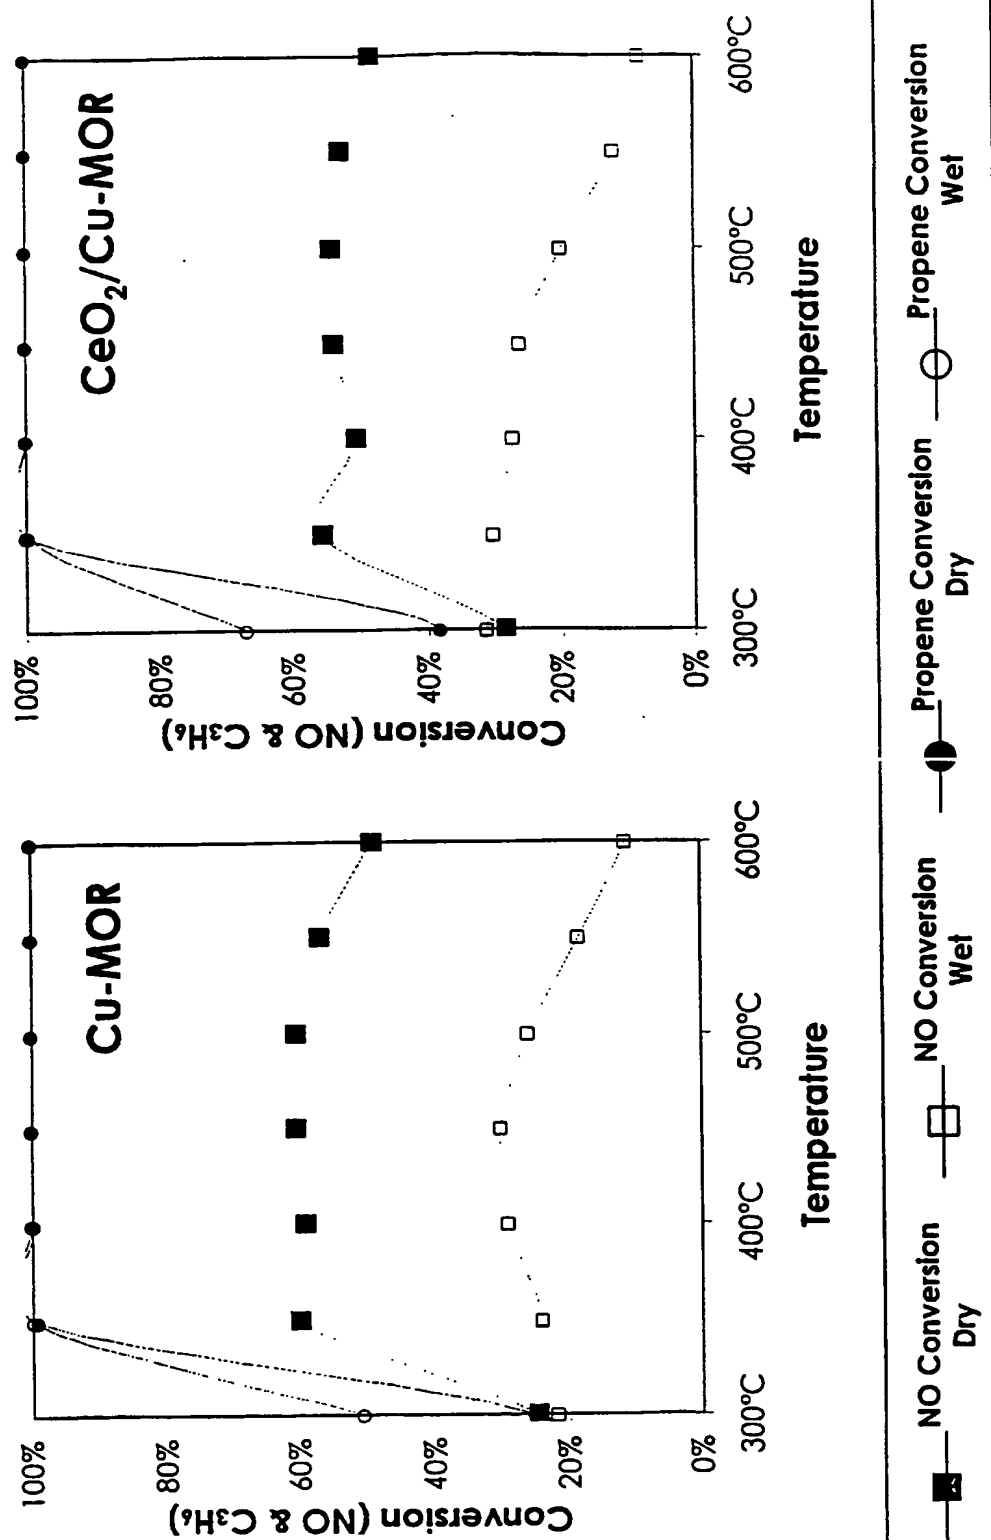 Cu-MOR
Conversion (NO & C3H6)
100%
80%
60%
40%
20%
0%
300°C
400°C
500°C
600°C
Temperature
CeO2/Cu-MOR
Conversion (NO & C3H6)
100%
80%
60%
40%
20%
0%
300°C
400°C
500°C
600°C
Temperature
NO Conversion
Dry
NO Conversion
Wet
Propene Conversion
Dry
Propene Conversion
Wet